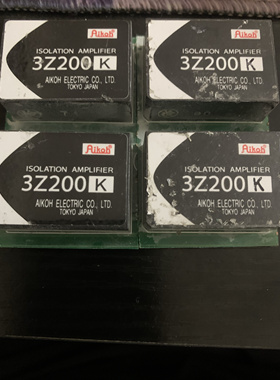 Aikoh
ISOLATION AMPLIFIER
3Z200 K
AIKOH ELECTRIC CO., LTD.
TOKYO JAPAN
Aikoh
ISOLATION AMPLIFIER
3Z200 K
AIKOH ELECTRIC CO., LTD.
TOKYO JAPAN
Aikoh
ISOLATION AMPLIFIER
3Z200 K
AIKOH ELECTRIC CO., LTD.
TOKYO JAPAN
Aikoh
ISOLATION AMPLIFIER
3Z200 K
AIKOH ELECTRIC CO., LTD.
TOKYO JAPAN